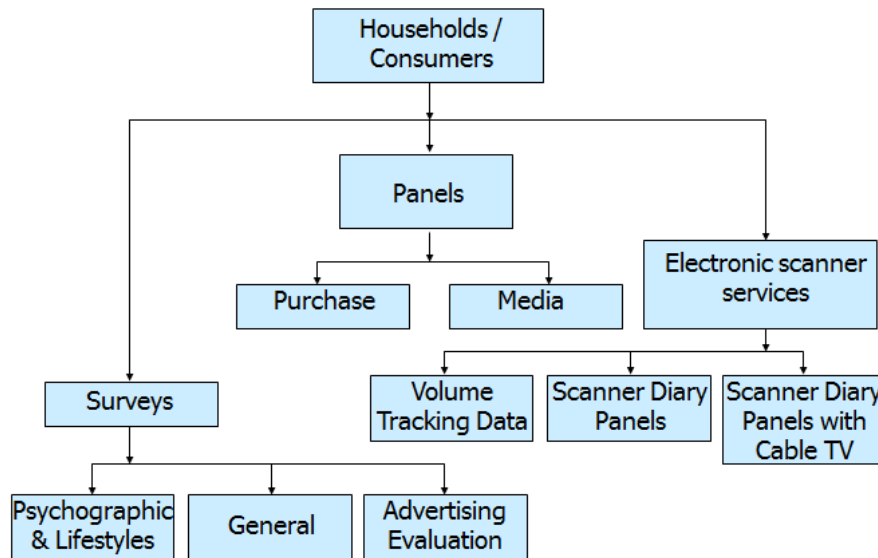 Households /
Consumers
Panels
Electronic scanner
services
Purchase
Media
Surveys
Volume
Tracking Data
Scanner Diary
Panels
Scanner Diary
Panels with
Cable TV
Psychographic
& Lifestyles
General
Advertising
Evaluation